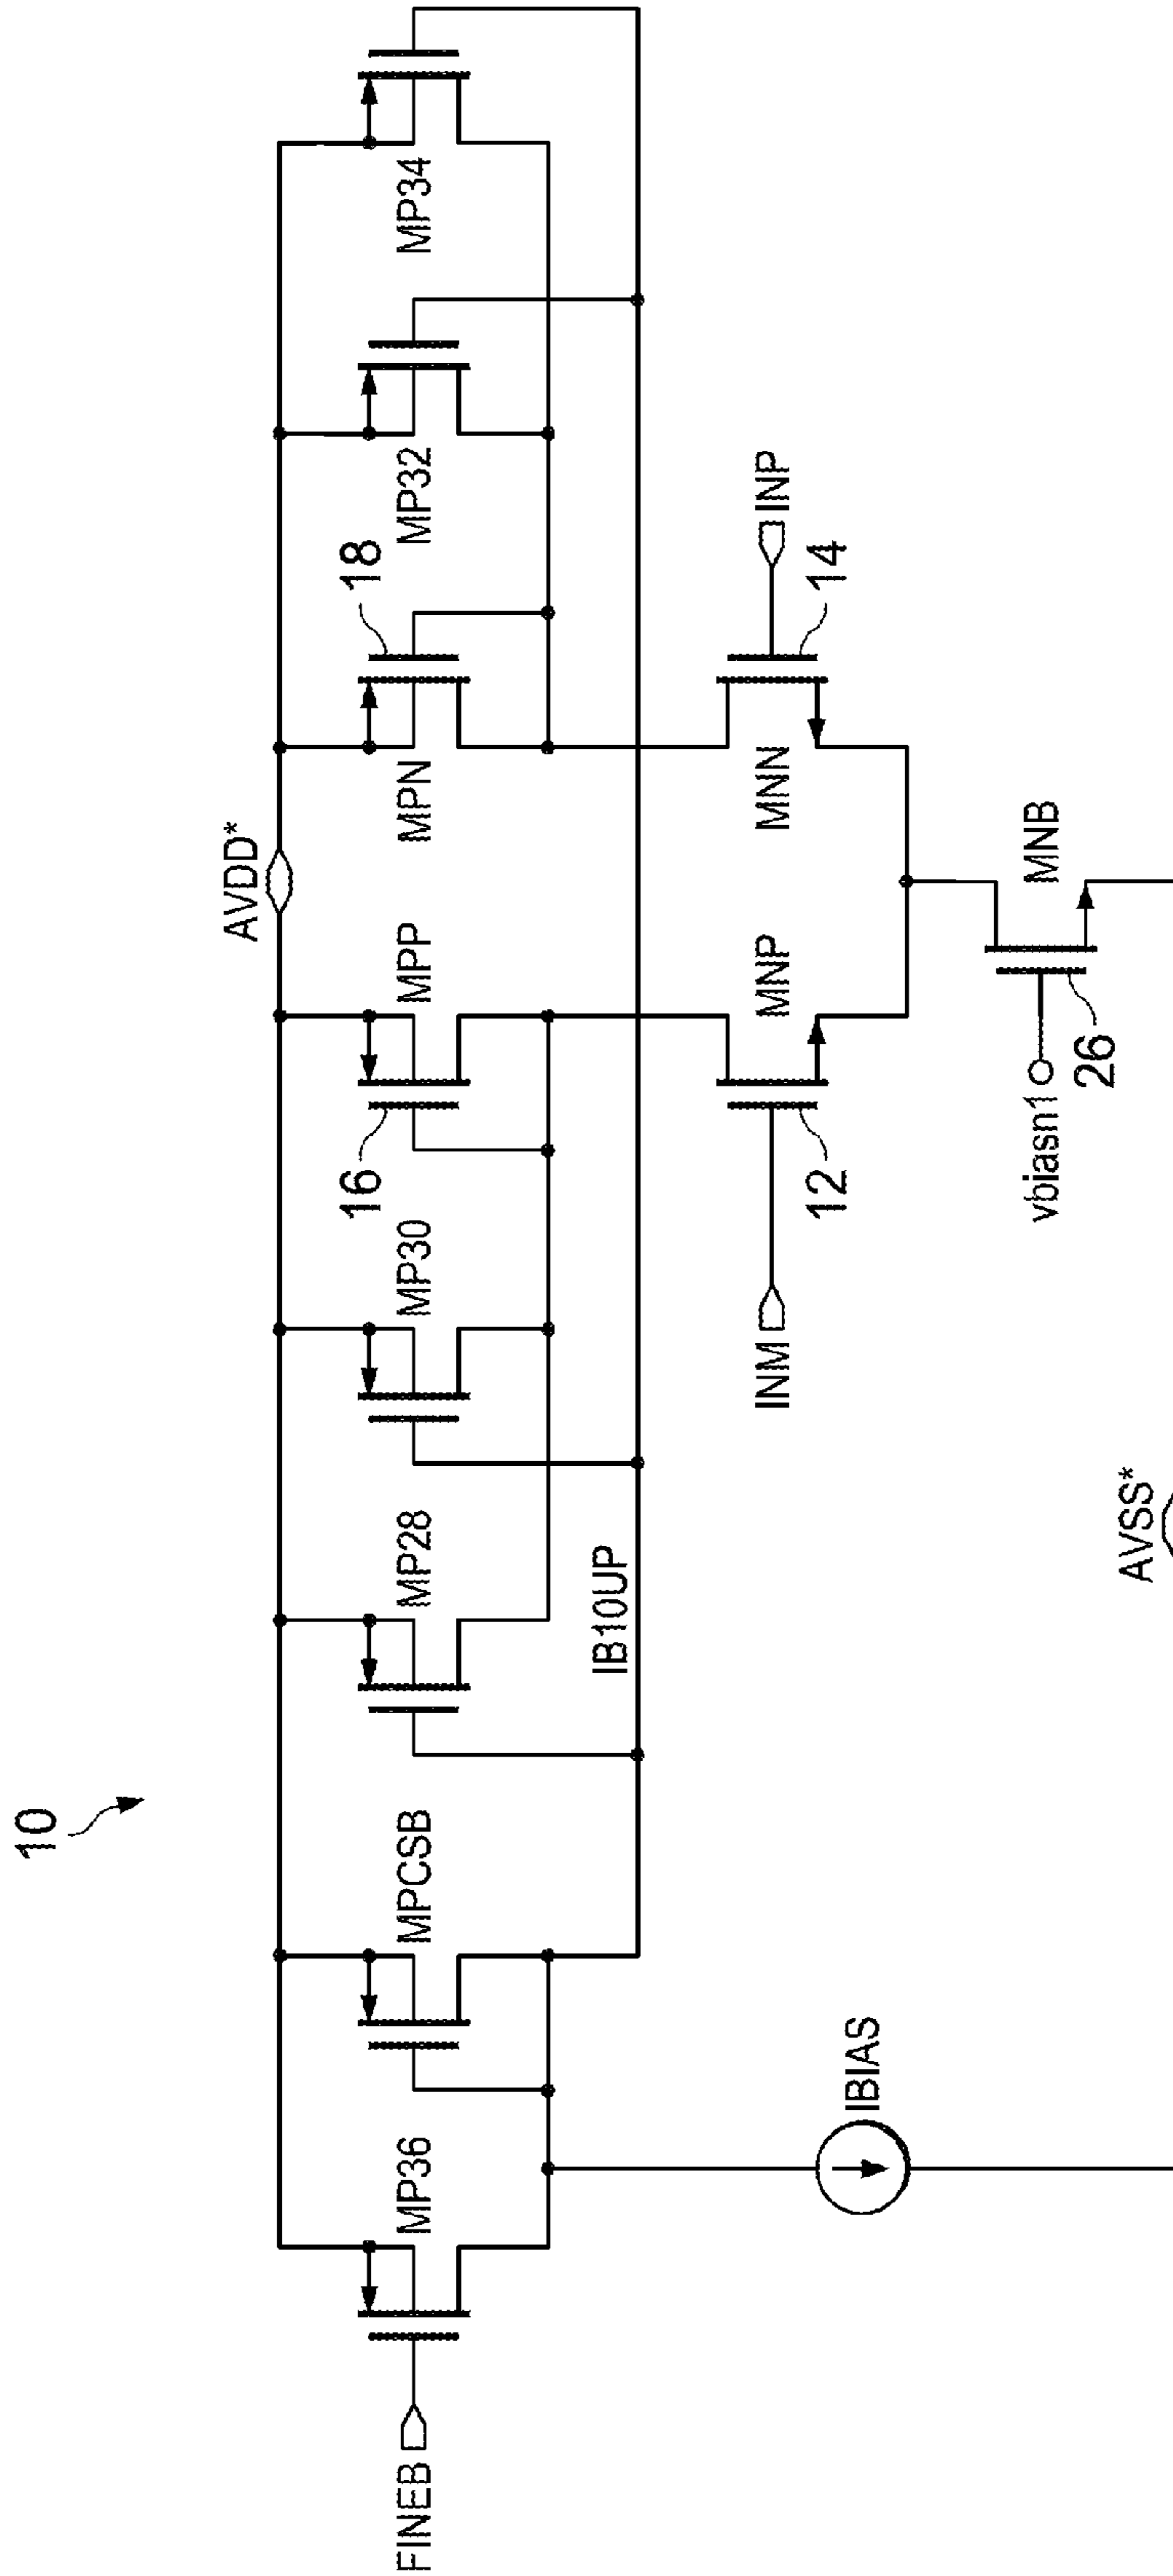 10
AVDD*
FINEB
MP36
MPCSB
MP28
MP30
16
MPP
MPN
18
MP32
MP34
IB10UP
IBIAS
INM
12
MNP
MNN
14
INP
vbiasn1
26
MNB
AVSS*